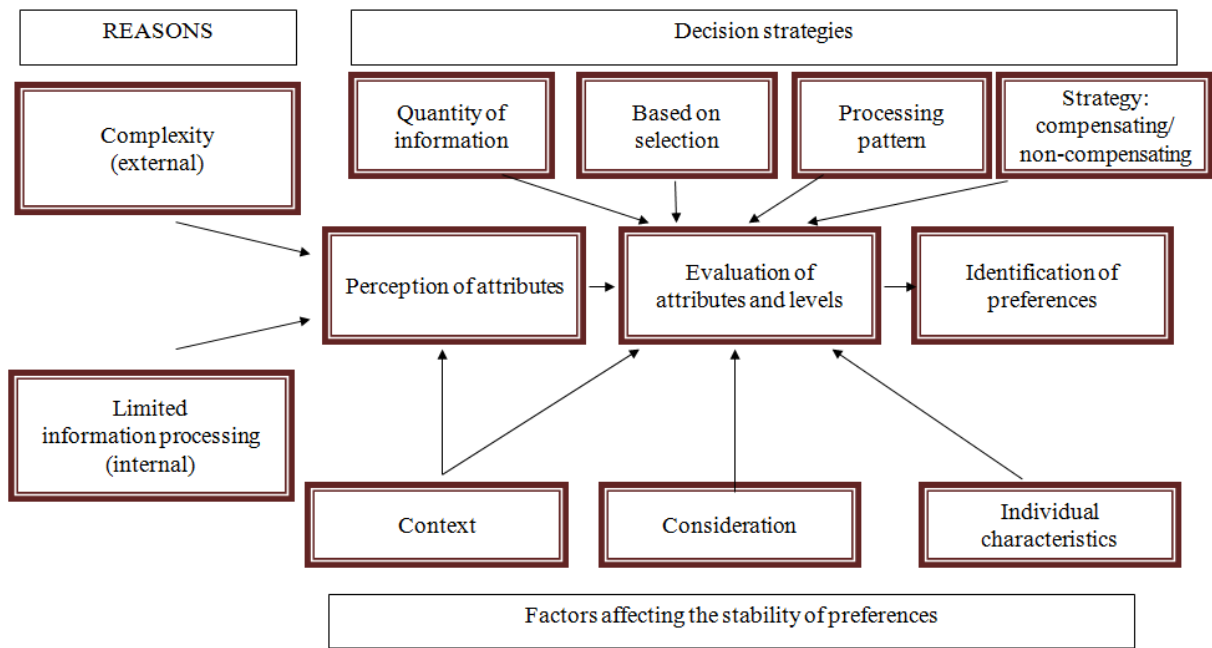 REASONS
Decision strategies
Complexity
(external)
Quantity of
information
Based on
selection
Processing
pattern
Strategy:
compensating/
non-compensating
Perception of attributes
Evaluation of
attributes and levels
Identification of
preferences
Limited
information processing
(internal)
Context
Consideration
Individual
characteristics
Factors affecting the stability of preferences